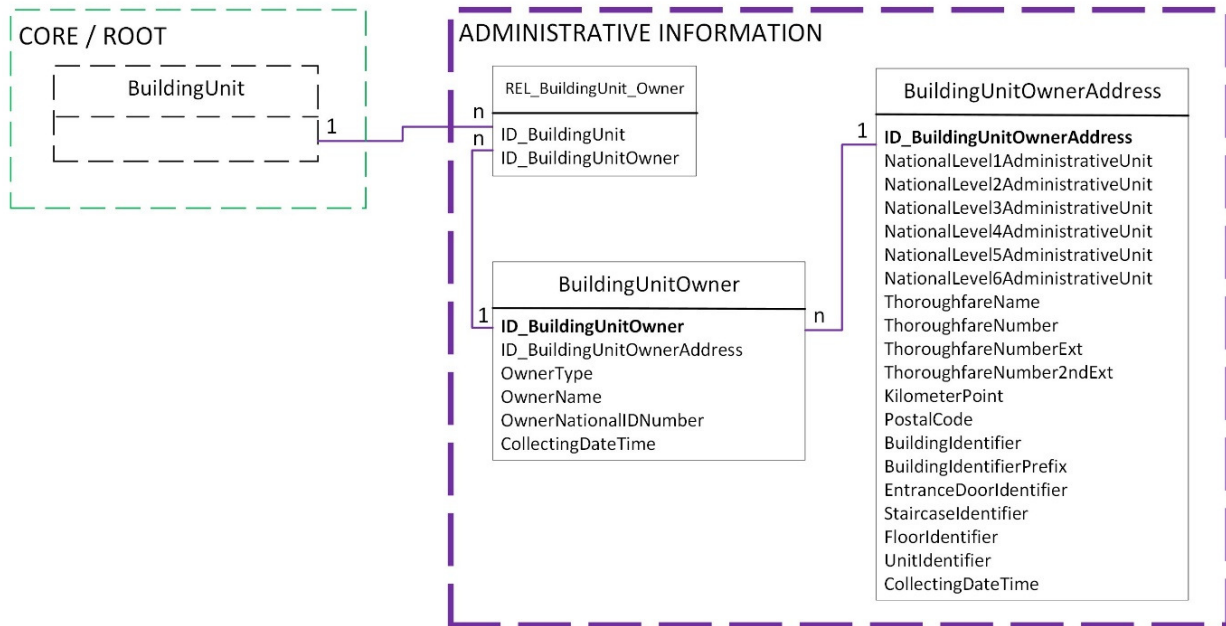 CORE / ROOT
BuildingUnit
1
ADMINISTRATIVE INFORMATION
REL_BuildingUnit_Owner
n
ID_BuildingUnit
n
ID_BuildingUnitOwner
BuildingUnitOwner
1
ID_BuildingUnitOwner
n
ID_BuildingUnitOwnerAddress
OwnerType
OwnerName
OwnerNationalIDNumber
CollectingDateTime
BuildingUnitOwnerAddress
1
ID_BuildingUnitOwnerAddress
NationalLevel1AdministrativeUnit
NationalLevel2AdministrativeUnit
NationalLevel3AdministrativeUnit
NationalLevel4AdministrativeUnit
NationalLevel5AdministrativeUnit
NationalLevel6AdministrativeUnit
ThoroughfareName
ThoroughfareNumber
ThoroughfareNumberExt
ThoroughfareNumber2ndExt
KilometerPoint
PostalCode
BuildingIdentifier
BuildingIdentifierPrefix
EntranceDoorIdentifier
StaircaseIdentifier
FloorIdentifier
UnitIdentifier
CollectingDateTime